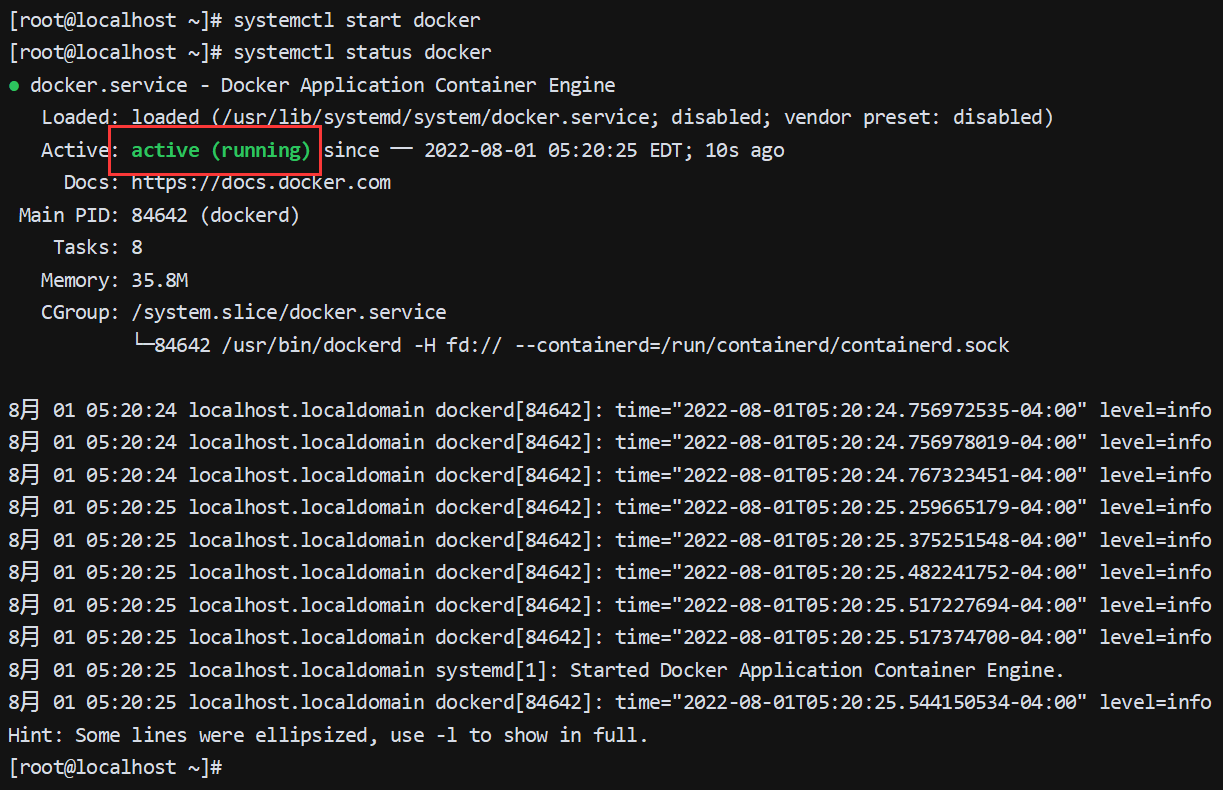 [root@localhost ~]# systemctl start docker
[root@localhost ~]# systemctl status docker
● docker.service - Docker Application Container Engine
   Loaded: loaded (/usr/lib/systemd/system/docker.service; disabled; vendor preset: disabled)
   Active: active (running) since 一 2022-08-01 05:20:25 EDT; 10s ago
     Docs: https://docs.docker.com
 Main PID: 84642 (dockerd)
    Tasks: 8
   Memory: 35.8M
   CGroup: /system.slice/docker.service
           └─84642 /usr/bin/dockerd -H fd:// --containerd=/run/containerd/containerd.sock
8月 01 05:20:24 localhost.localdomain dockerd[84642]: time="2022-08-01T05:20:24.756972535-04:00" level=info
8月 01 05:20:24 localhost.localdomain dockerd[84642]: time="2022-08-01T05:20:24.756978019-04:00" level=info
8月 01 05:20:24 localhost.localdomain dockerd[84642]: time="2022-08-01T05:20:24.767323451-04:00" level=info
8月 01 05:20:25 localhost.localdomain dockerd[84642]: time="2022-08-01T05:20:25.259665179-04:00" level=info
8月 01 05:20:25 localhost.localdomain dockerd[84642]: time="2022-08-01T05:20:25.375251548-04:00" level=info
8月 01 05:20:25 localhost.localdomain dockerd[84642]: time="2022-08-01T05:20:25.482241752-04:00" level=info
8月 01 05:20:25 localhost.localdomain dockerd[84642]: time="2022-08-01T05:20:25.517227694-04:00" level=info
8月 01 05:20:25 localhost.localdomain dockerd[84642]: time="2022-08-01T05:20:25.517374700-04:00" level=info
8月 01 05:20:25 localhost.localdomain systemd[1]: Started Docker Application Container Engine.
8月 01 05:20:25 localhost.localdomain dockerd[84642]: time="2022-08-01T05:20:25.544150534-04:00" level=info
Hint: Some lines were ellipsized, use -l to show in full.
[root@localhost ~]#